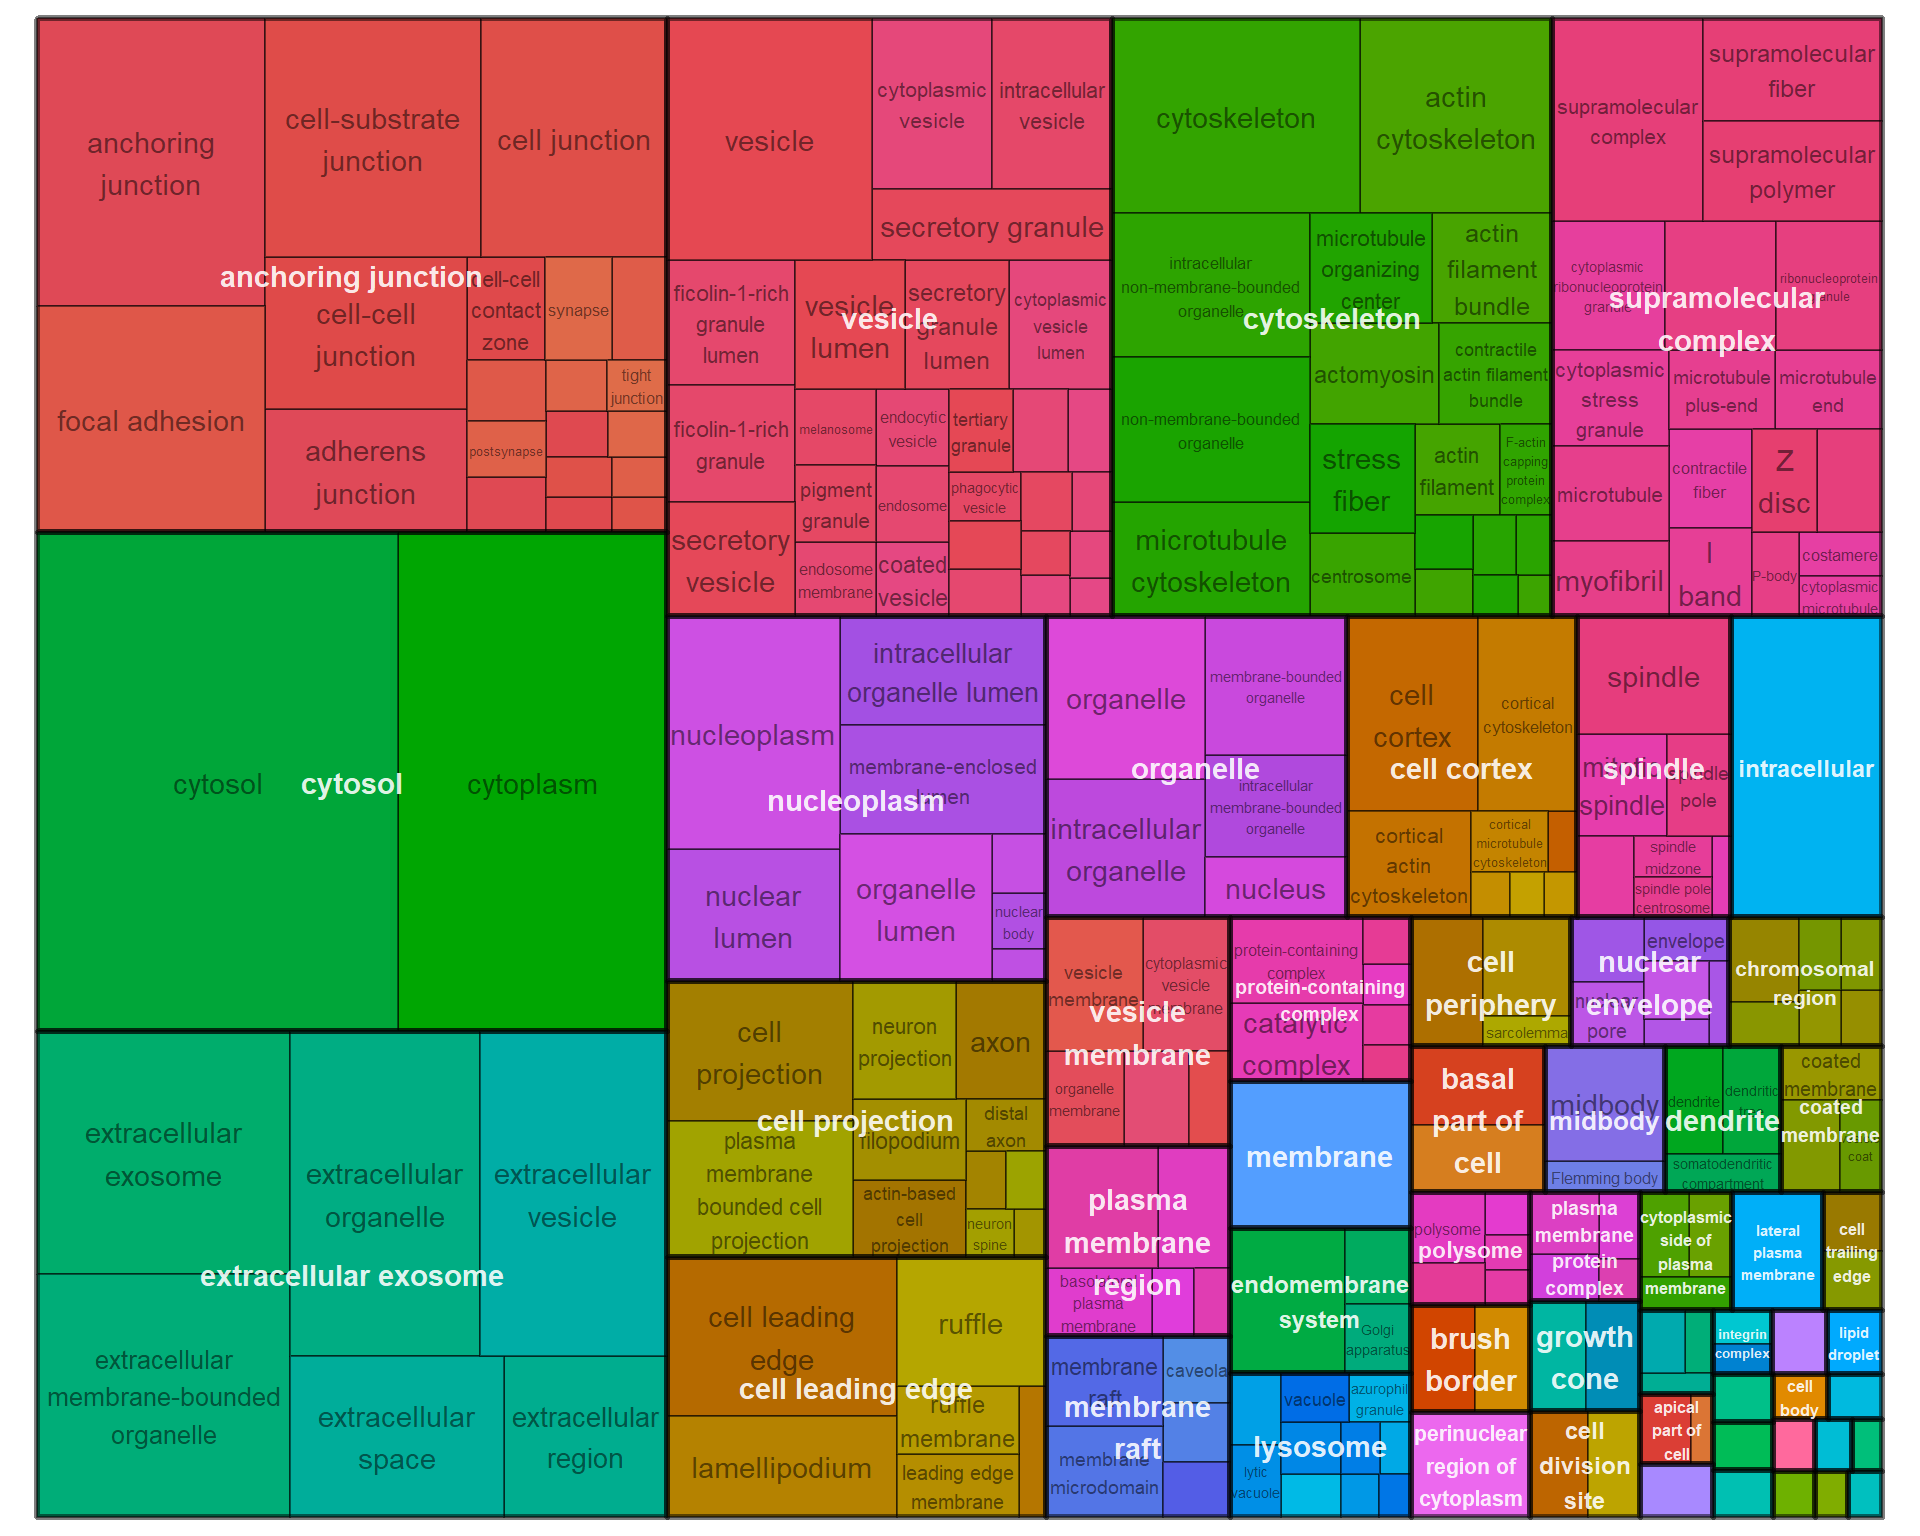 anchoring
junction
cell-substrate
junction
cell junction
anchoring junction
cell-cell
junction
cell-cell
contact
zone
synapse
tight
junction
focal adhesion
adherens
junction
postsynapse
vesicle
cytoplasmic
vesicle
intracellular
vesicle
secretory granule
ficolin-1-rich
granule
lumen
vesicle
lumen
secretory
granule
lumen
cytoplasmic
vesicle
lumen
vesicle
ficolin-1-rich
granule
melanosome
endocytic
vesicle
tertiary
granule
pigment
granule
endosome
phagocytic
vesicle
secretory
vesicle
endosome
membrane
coated
vesicle
cytoskeleton
actin
cytoskeleton
intracellular
non-membrane-bounded
organelle
microtubule
organizing
center
actin
filament
bundle
cytoskeleton
non-membrane-bounded
organelle
actomyosin
contractile
actin filament
bundle
stress
fiber
actin
filament
F-actin
capping
protein
complex
microtubule
cytoskeleton
centrosome
supramolecular
complex
supramolecular
fiber
supramolecular
polymer
cytoplasmic
ribonucleoprotein
granule
ribonucleoprotein
granule
supramolecular
complex
cytoplasmic
stress
granule
microtubule
plus-end
microtubule
end
microtubule
contractile
fiber
Z
disc
myofibril
I
band
P-body
costamere
cytoplasmic
microtubule
cytosol
cytosol
cytoplasm
nucleoplasm
intracellular
organelle lumen
membrane-enclosed
lumen
nucleoplasm
nuclear
lumen
organelle
lumen
nuclear
body
organelle
membrane-bounded
organelle
organelle
intracellular
organelle
intracellular
membrane-bounded
organelle
nucleus
cell
cortex
cortical
cytoskeleton
cell cortex
cortical
actin
cytoskeleton
cortical
microtubule
cytoskeleton
spindle
mitotic
spindle
spindle
pole
spindle
spindle
midzone
spindle pole
centrosome
intracellular
extracellular
exosome
extracellular
organelle
extracellular
vesicle
extracellular exosome
extracellular
membrane-bounded
organelle
extracellular
space
extracellular
region
cell
projection
neuron
projection
axon
cell projection
plasma
membrane
bounded cell
projection
filopodium
distal
axon
actin-based
cell
projection
neuron
spine
cell leading
edge
ruffle
cell leading edge
ruffle
membrane
lamellipodium
leading edge
membrane
vesicle
membrane
cytoplasmic
vesicle
membrane
vesicle
membrane
organelle
membrane
protein-containing
complex
protein-containing
complex
catalytic
complex
cell
periphery
sarcolemma
envelope
nuclear
envelope
nuclear
pore
chromosomal
region
plasma
membrane
region
basolateral
plasma
membrane
membrane
basal
part of
cell
midbody
midbody
Flemming body
dendrite
dendritic
tree
dendrite
somatodendritic
compartment
coated
membrane
coated
membrane
coat
membrane
raft
caveola
membrane
raft
membrane
microdomain
endomembrane
system
Golgi
apparatus
vacuole
azurophil
granule
lysosome
lytic
vacuole
polysome
polysome
plasma
membrane
protein
complex
cytoplasmic
side of
plasma
membrane
lateral
plasma
membrane
cell
trailing
edge
brush
border
growth
cone
integrin
complex
lipid
droplet
cell
body
perinuclear
region of
cytoplasm
cell
division
site
apical
part of
cell